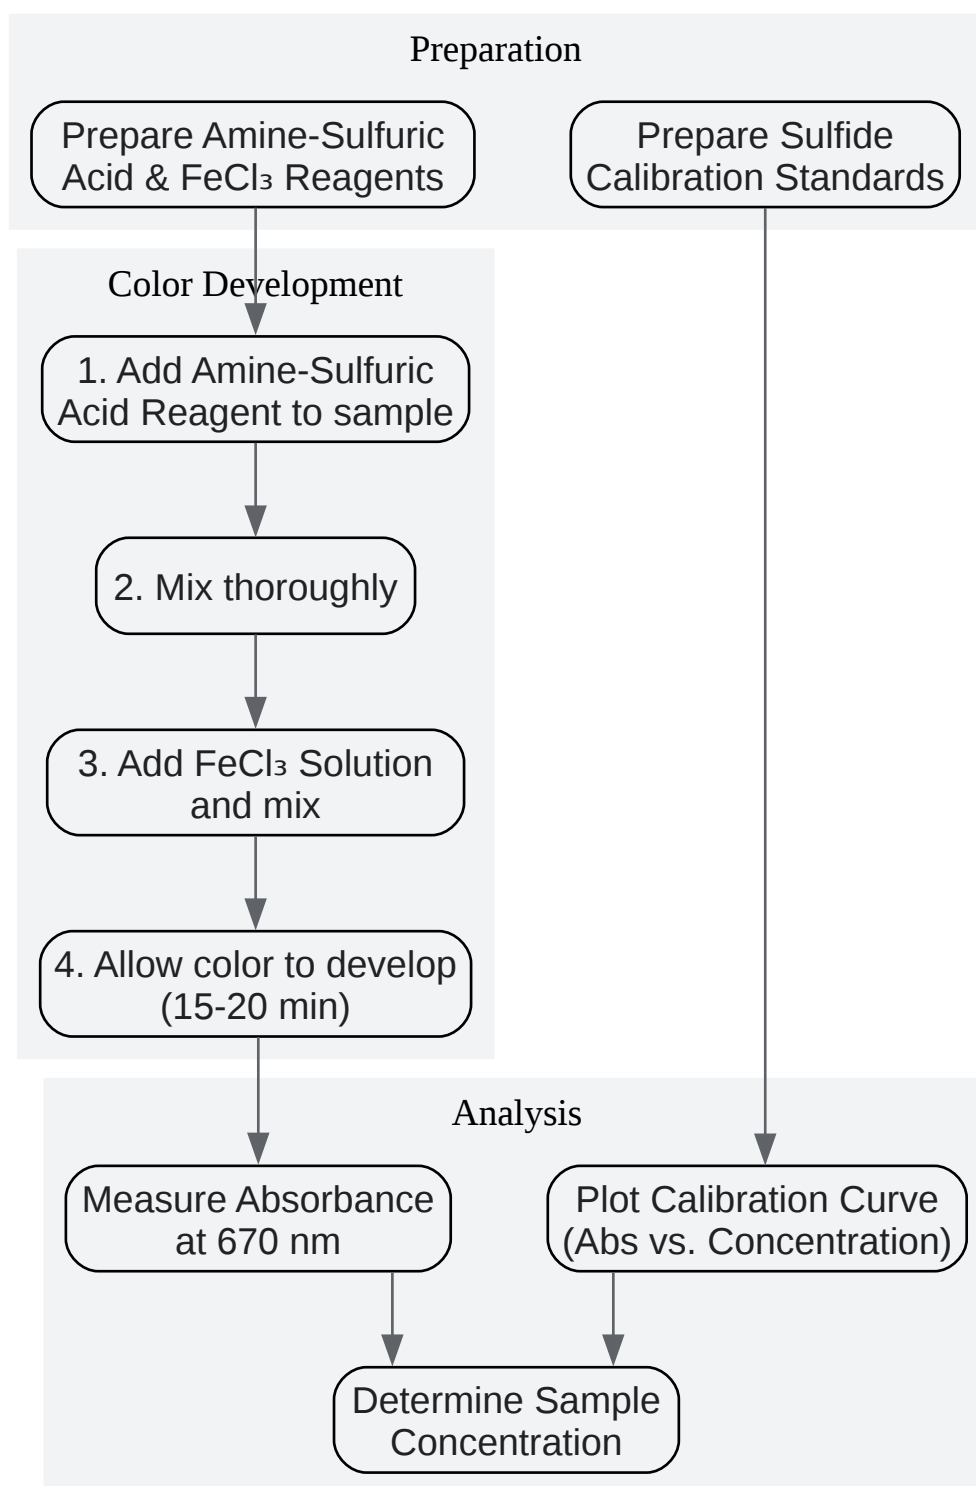 Preparation
Prepare Amine-Sulfuric
Acid & FeCl₃ Reagents
Prepare Sulfide
Calibration Standards
Color Development
1. Add Amine-Sulfuric
Acid Reagent to sample
2. Mix thoroughly
3. Add FeCl₃ Solution
and mix
4. Allow color to develop
(15-20 min)
Analysis
Measure Absorbance
at 670 nm
Plot Calibration Curve
(Abs vs. Concentration)
Determine Sample
Concentration